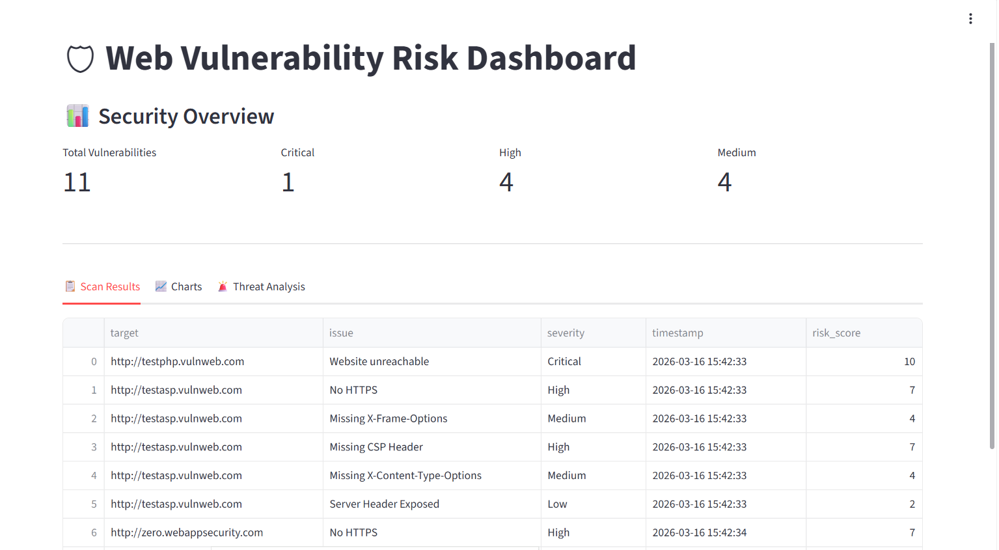 Web Vulnerability Risk Dashboard
Security Overview
Total Vulnerabilities Critical High Medium
11 1 4 4
Scan Results Charts Threat Analysis
target issue severity timestamp risk_score
0 http://testphp.vulnweb.com Website unreachable Critical 2026-03-16 15:42:33 10
1 http://testasp.vulnweb.com No HTTPS High 2026-03-16 15:42:33 7
2 http://testasp.vulnweb.com Missing X-Frame-Options Medium 2026-03-16 15:42:33 4
3 http://testasp.vulnweb.com Missing CSP Header High 2026-03-16 15:42:33 7
4 http://testasp.vulnweb.com Missing X-Content-Type-Options Medium 2026-03-16 15:42:33 4
5 http://testasp.vulnweb.com Server Header Exposed Low 2026-03-16 15:42:33 2
6 http://zero.webappsecurity.com No HTTPS High 2026-03-16 15:42:34 7